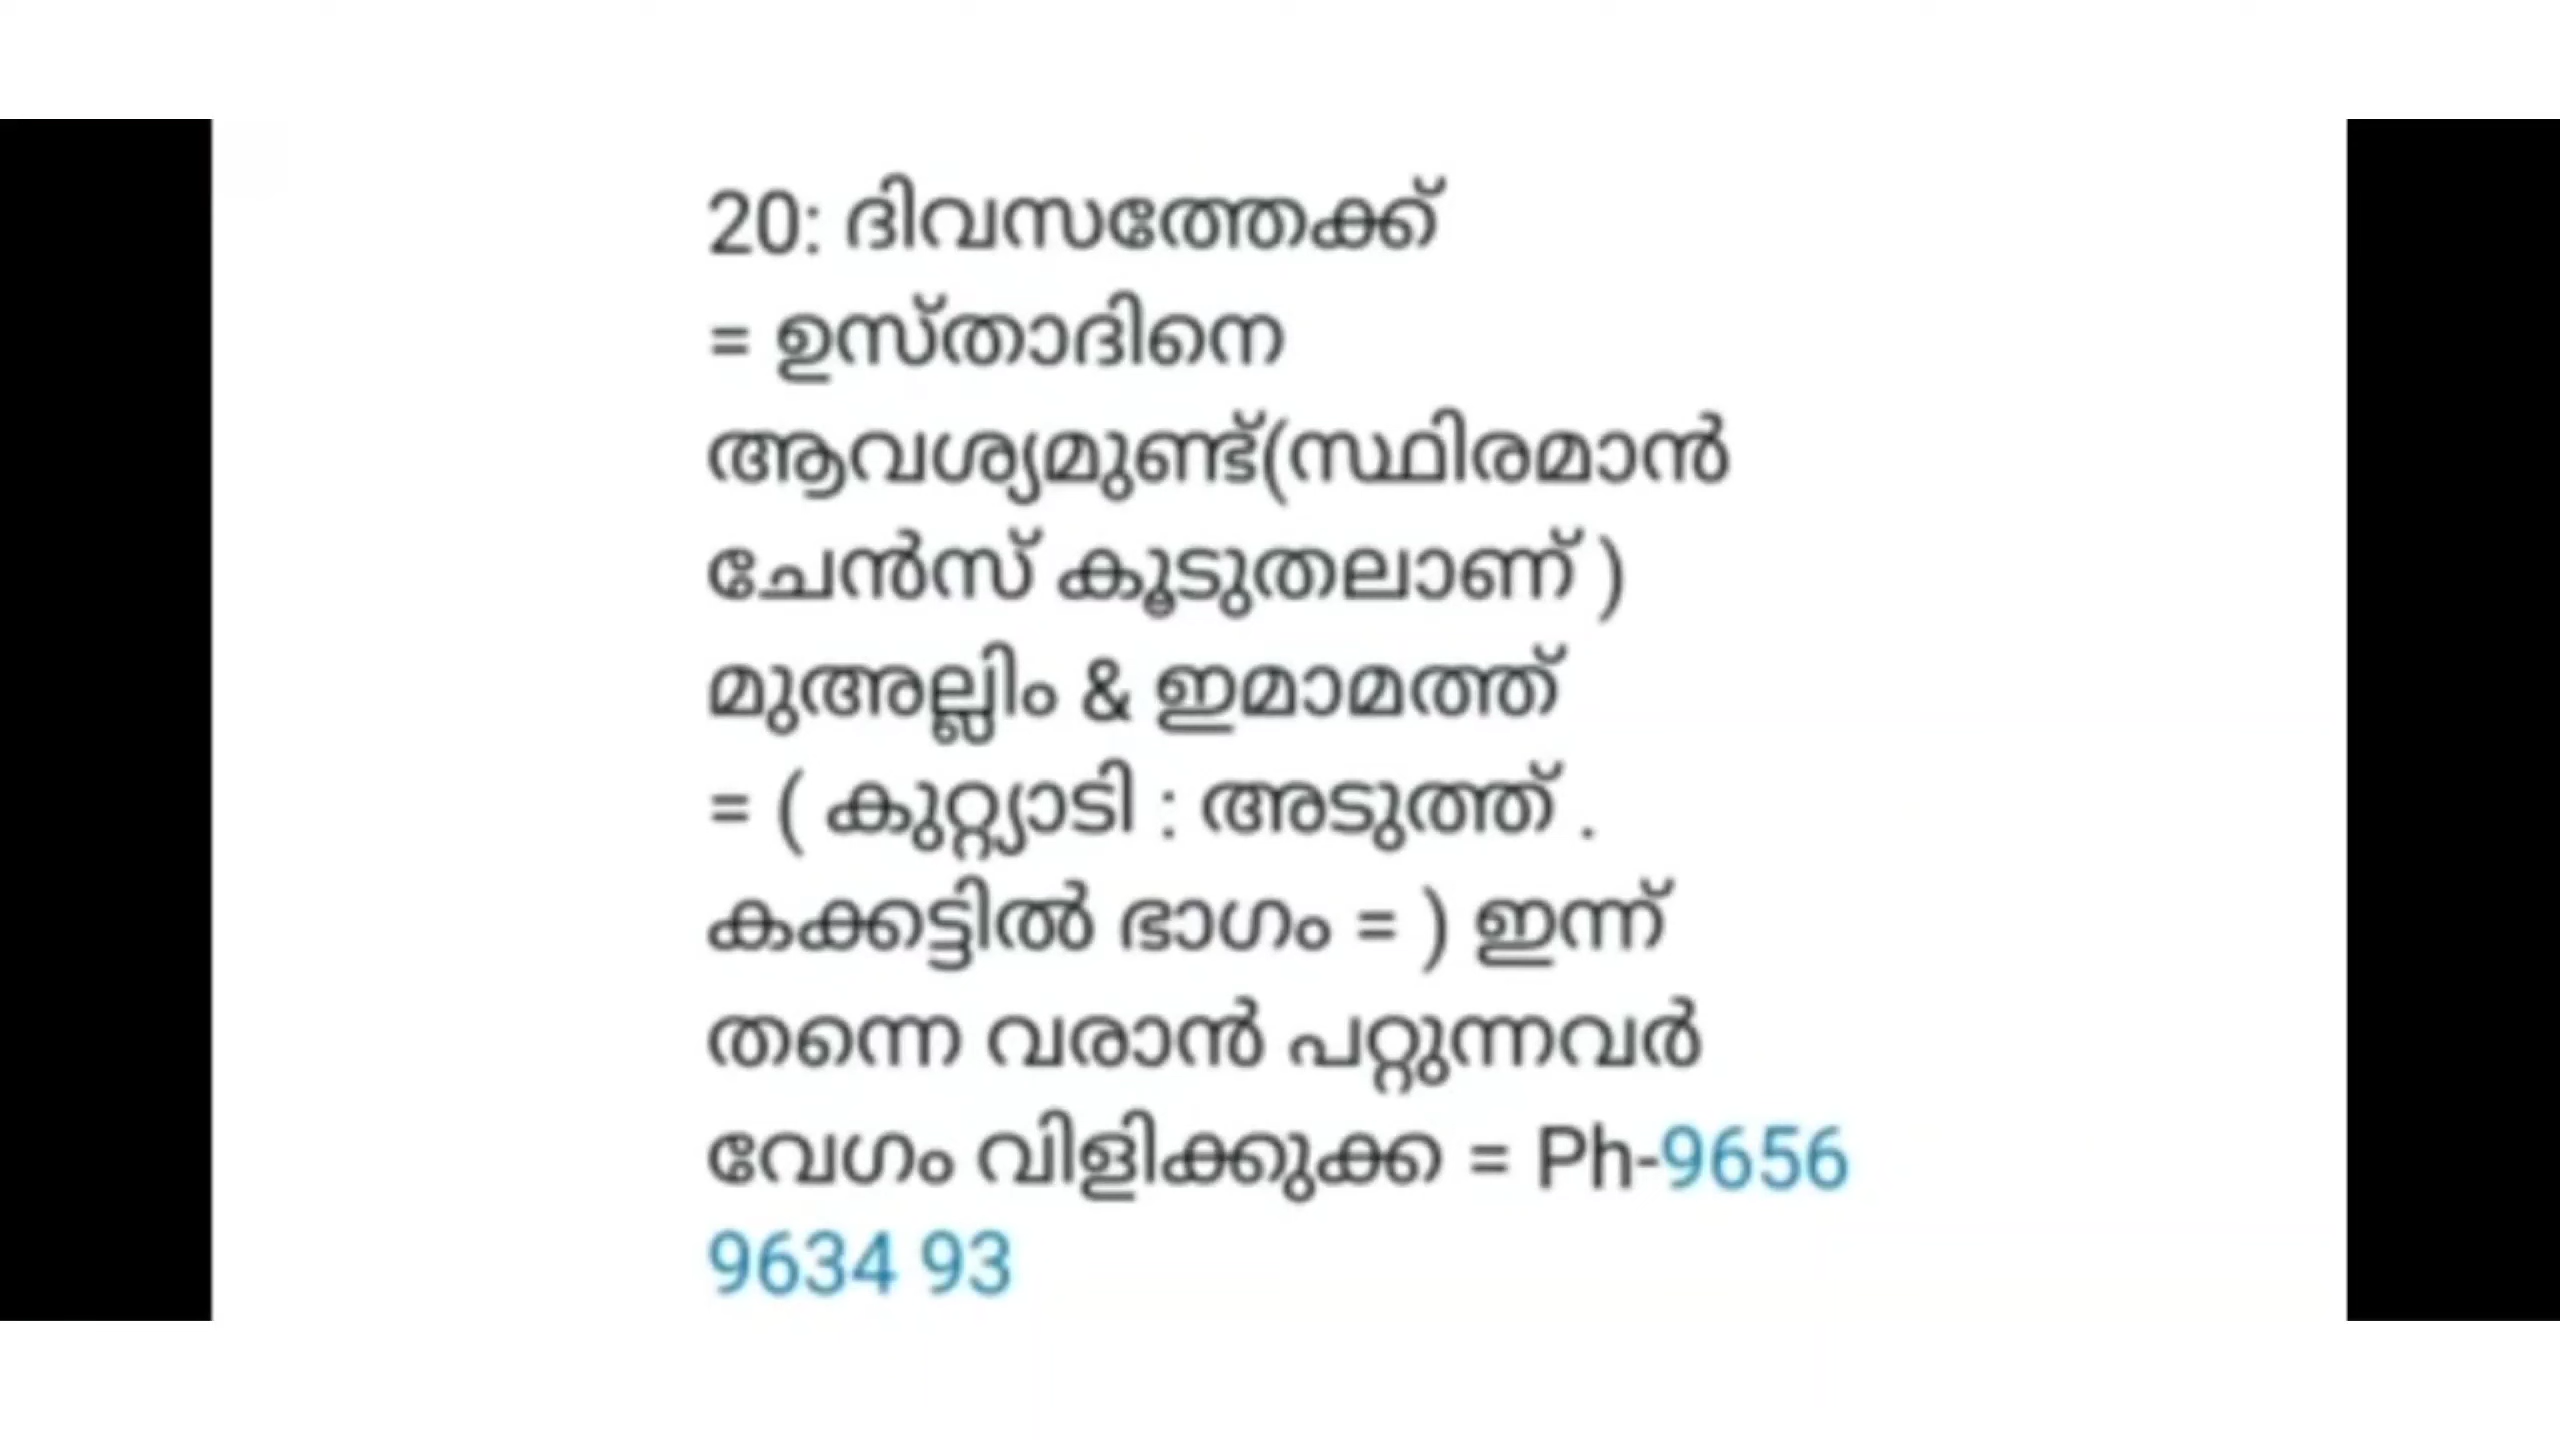 20: ദിവസത്തേക്ക്
= ഉസ്താദിനെ
ആവശ്യമുണ്ട്(സ്ഥിരമാൻ
ചേൻസ് കൂടുതലാണ് )
മുഅല്ലിം & ഇമാമത്ത്
= ( കുറ്റ്യാടി : അടുത്ത് .
കക്കട്ടിൽ ഭാഗം = ) ഇന്ന്
തന്നെ വരാൻ പറ്റുന്നവർ
വേഗം വിളിക്കുക്ക = Ph-9656
9634 93